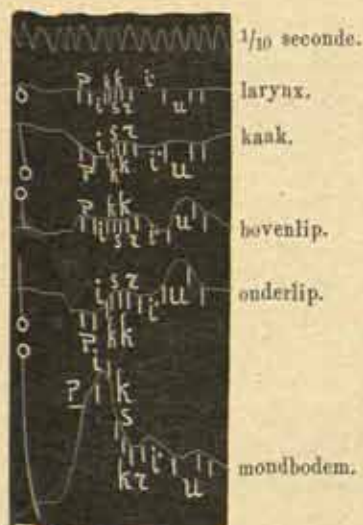 1/10 seconde.
p k k i
larynx.
i s r u
kaak.
i s r
p k k i u
p k k u
bovenlip.
i s r i
i s r
onderlip.
u
i
p k k
i
p k
s
mondbodem.
k r i
u